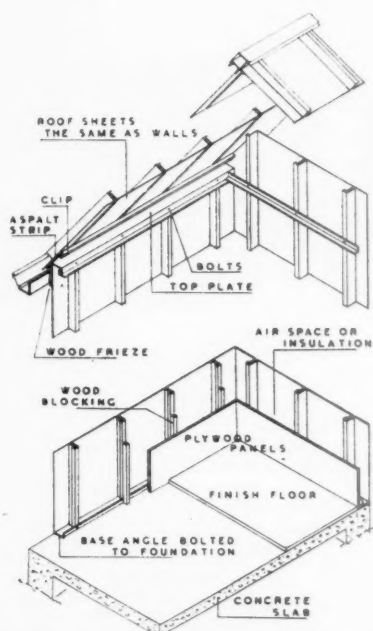 ROOF SHEETS
THE SAME AS WALLS
CLIP
ASPALT
STRIP
BOLTS
TOP PLATE
WOOD FRIEZE
AIR SPACE OR
INSULATION
WOOD
BLOCKING
PLYWOOD
PANELS
FINISH FLOOR
BASE ANGLE BOLTED
TO FOUNDATION
CONCRETE
SLAB